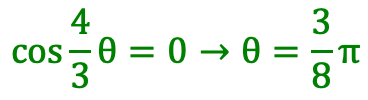 cos 4/3 θ = 0 → θ = 3/8 π